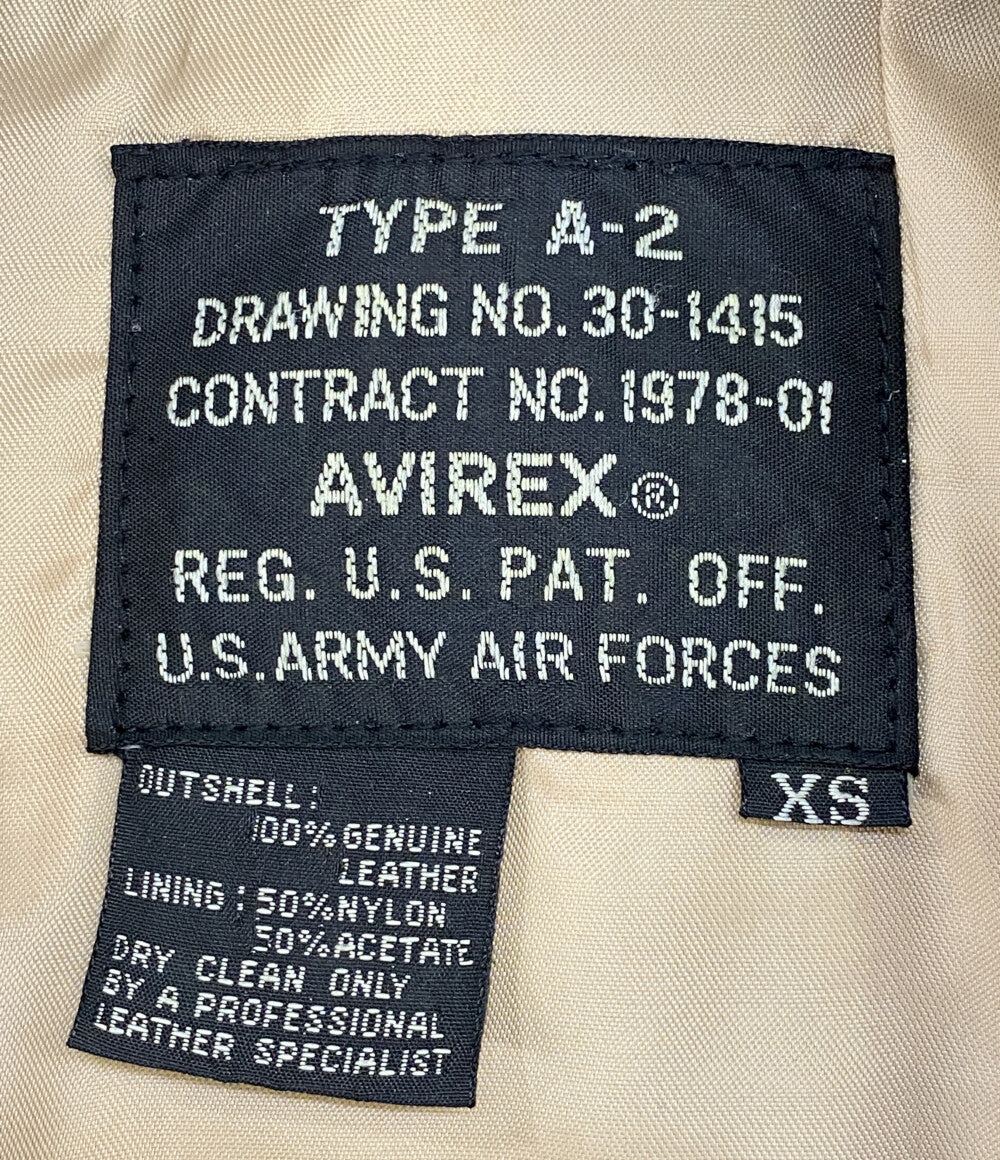 TYPE A-2
DRAWING NO. 30-1415
CONTRACT NO. 1978-01
AVIREX®
REG. U.S. PAT. OFF.
U.S. ARMY AIR FORCES
XS
OUTSHELL:
100% GENUINE
LEATHER
LINING: 50% NYLON
50% ACETATE
DRY CLEAN ONLY
BY A PROFESSIONAL
LEATHER SPECIALIST